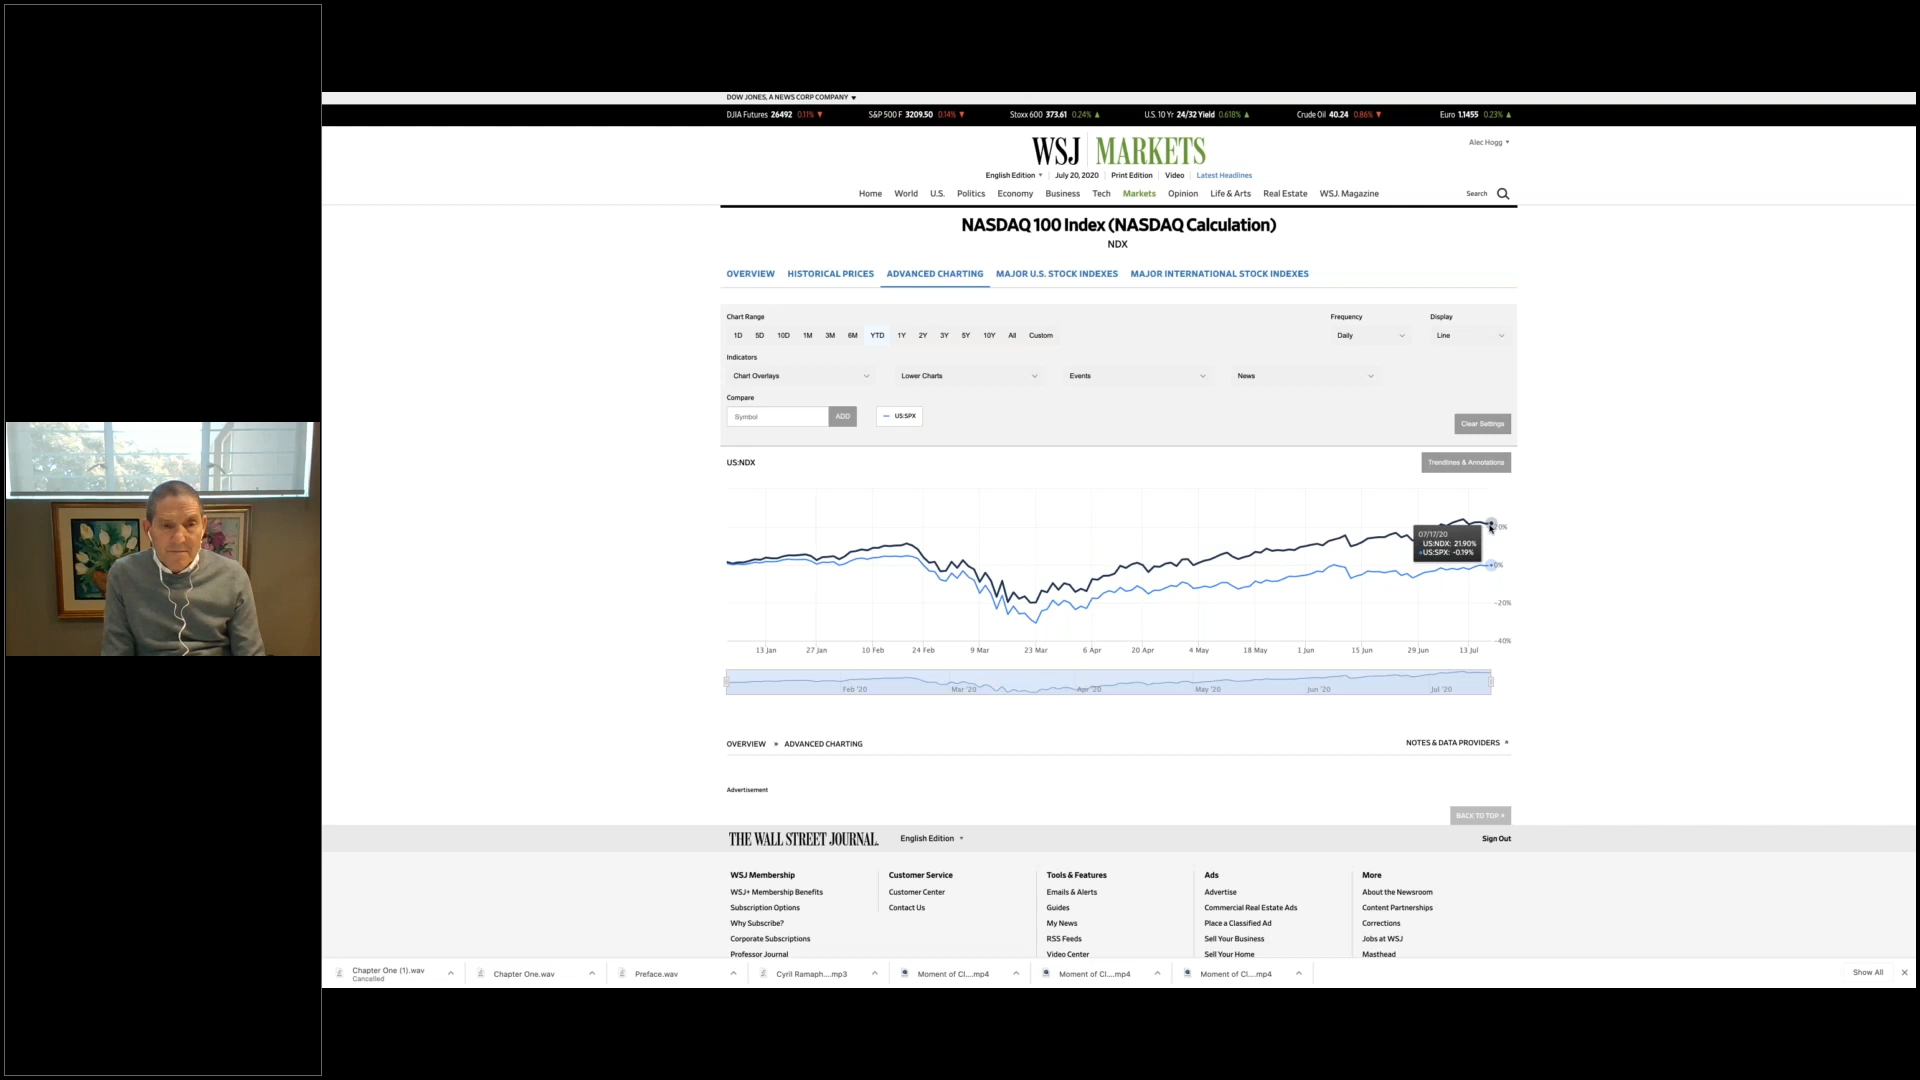 DOW JONES, A NEWS CORP COMPANY
DJIA Futures 26492 0.11% S&P 500 F 3209.50 0.14% Stoxx 600 373.61 0.24% U.S. 10 Yr 24/32 Yield 0.618% Crude Oil 40.24 0.86% Euro 1.1455 0.23%
WSJ MARKETS
Alec Hogg
English Edition July 20, 2020 Print Edition Video Latest Headlines
Home World U.S. Politics Economy Business Tech Markets Opinion Life & Arts Real Estate WSJ. Magazine Search
NASDAQ 100 Index (NASDAQ Calculation)
NDX
OVERVIEW HISTORICAL PRICES ADVANCED CHARTING MAJOR U.S. STOCK INDEXES MAJOR INTERNATIONAL STOCK INDEXES
Chart Range Frequency Display
1D 5D 10D 1M 3M 6M YTD 1Y 2Y 3Y 5Y 10Y All Custom Daily Line
Indicators
Chart Overlays Lower Charts Events News
Compare
Symbol ADD US:SPX
Clear Settings
US:NDX Trendlines & Annotations
07/17/20
US:NDX: 21.90%
US:SPX: -0.19%
0%
-20%
-40%
13 Jan 27 Jan 10 Feb 24 Feb 9 Mar 23 Mar 6 Apr 20 Apr 4 May 18 May 1 Jun 15 Jun 29 Jun 13 Jul
Feb '20 Mar '20 Apr '20 May '20 Jun '20 Jul '20
OVERVIEW » ADVANCED CHARTING NOTES & DATA PROVIDERS
Advertisement
BACK TO TOP
THE WALL STREET JOURNAL. English Edition Sign Out
WSJ Membership Customer Service Tools & Features Ads More
WSJ+ Membership Benefits Customer Center Emails & Alerts Advertise About the Newsroom
Subscription Options Contact Us Guides Commercial Real Estate Ads Content Partnerships
Why Subscribe? My News Place a Classified Ad Corrections
Corporate Subscriptions RSS Feeds Sell Your Business Jobs at WSJ
Professor Journal Video Center Sell Your Home Masthead
Chapter One (1).wav Chapter One.wav Preface.wav Cyril Ramaph....mp3 Moment of Cl....mp4 Moment of Cl....mp4 Moment of Cl....mp4 Show All
Cancelled